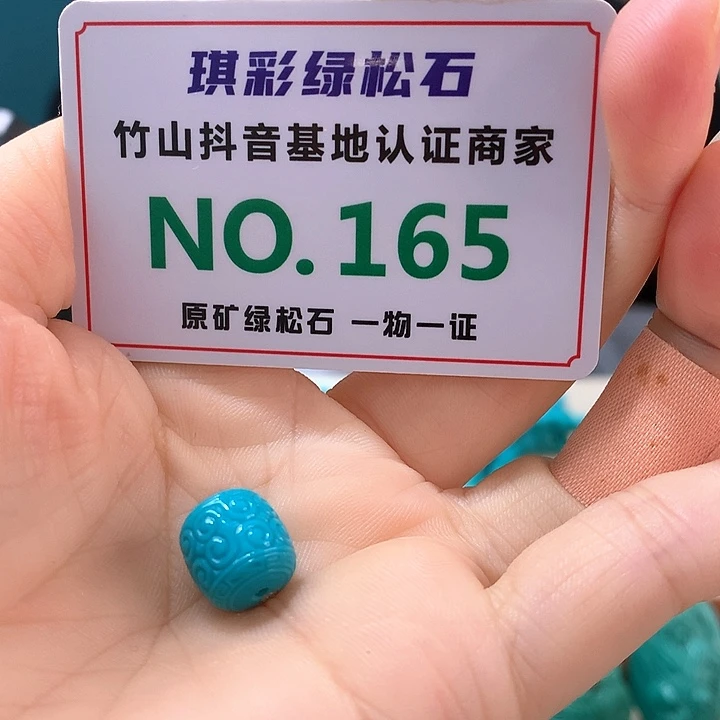 琪彩绿松石
竹山抖音基地认证商家
NO.165
原矿绿松石 一物一证